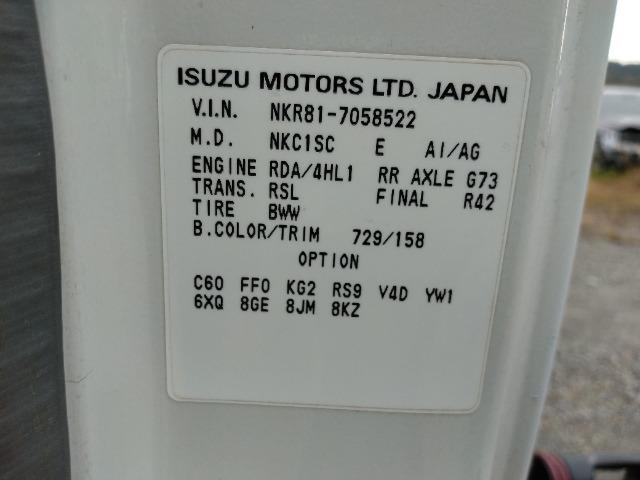 ISUZU MOTORS LTD. JAPAN
V.I.N. NKR81-7058522
M.D. NKC1SC E AI/AG
ENGINE RDA/4HL1 RR AXLE G73
TRANS. RSL FINAL R42
TIRE BWW
B.COLOR/TRIM 729/158
OPTION
C60 FF0 KG2 RS9 V4D YW1
6XQ 8GE 8JM 8KZ